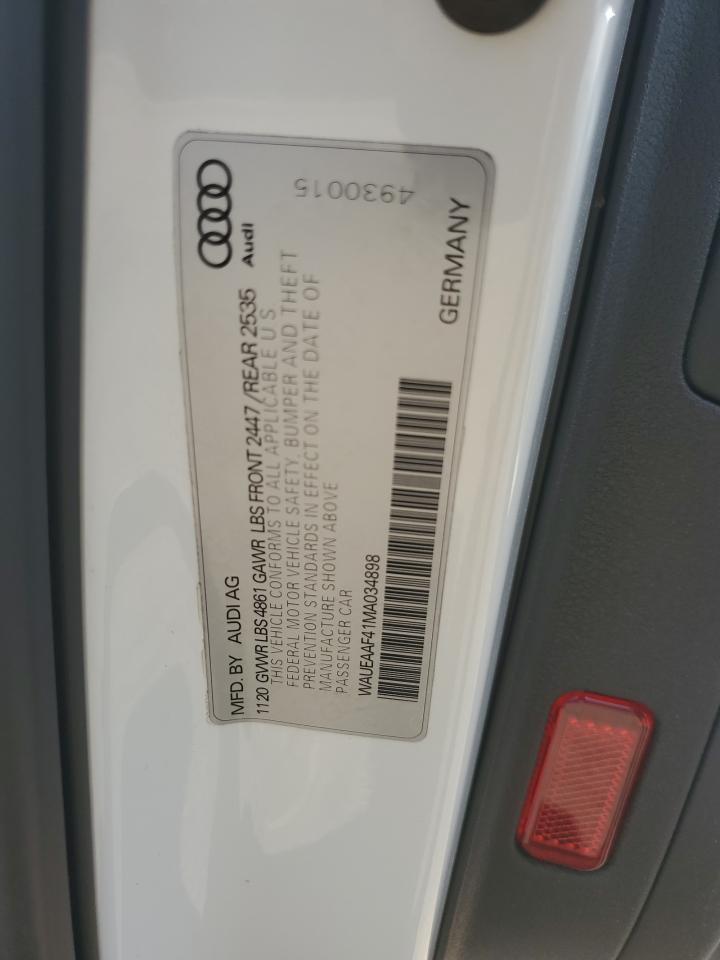 MFD. BY AUDI AG
Audi
1120 GVWR LBS 4861 GAWR LBS FRONT 2447 /REAR 2535
THIS VEHICLE CONFORMS TO ALL APPLICABLE U S
FEDERAL MOTOR VEHICLE SAFETY, BUMPER AND THEFT
PREVENTION STANDARDS IN EFFECT ON THE DATE OF
MANUFACTURE SHOWN ABOVE
PASSENGER CAR
4930015
WAUEAAF41MA034898
GERMANY